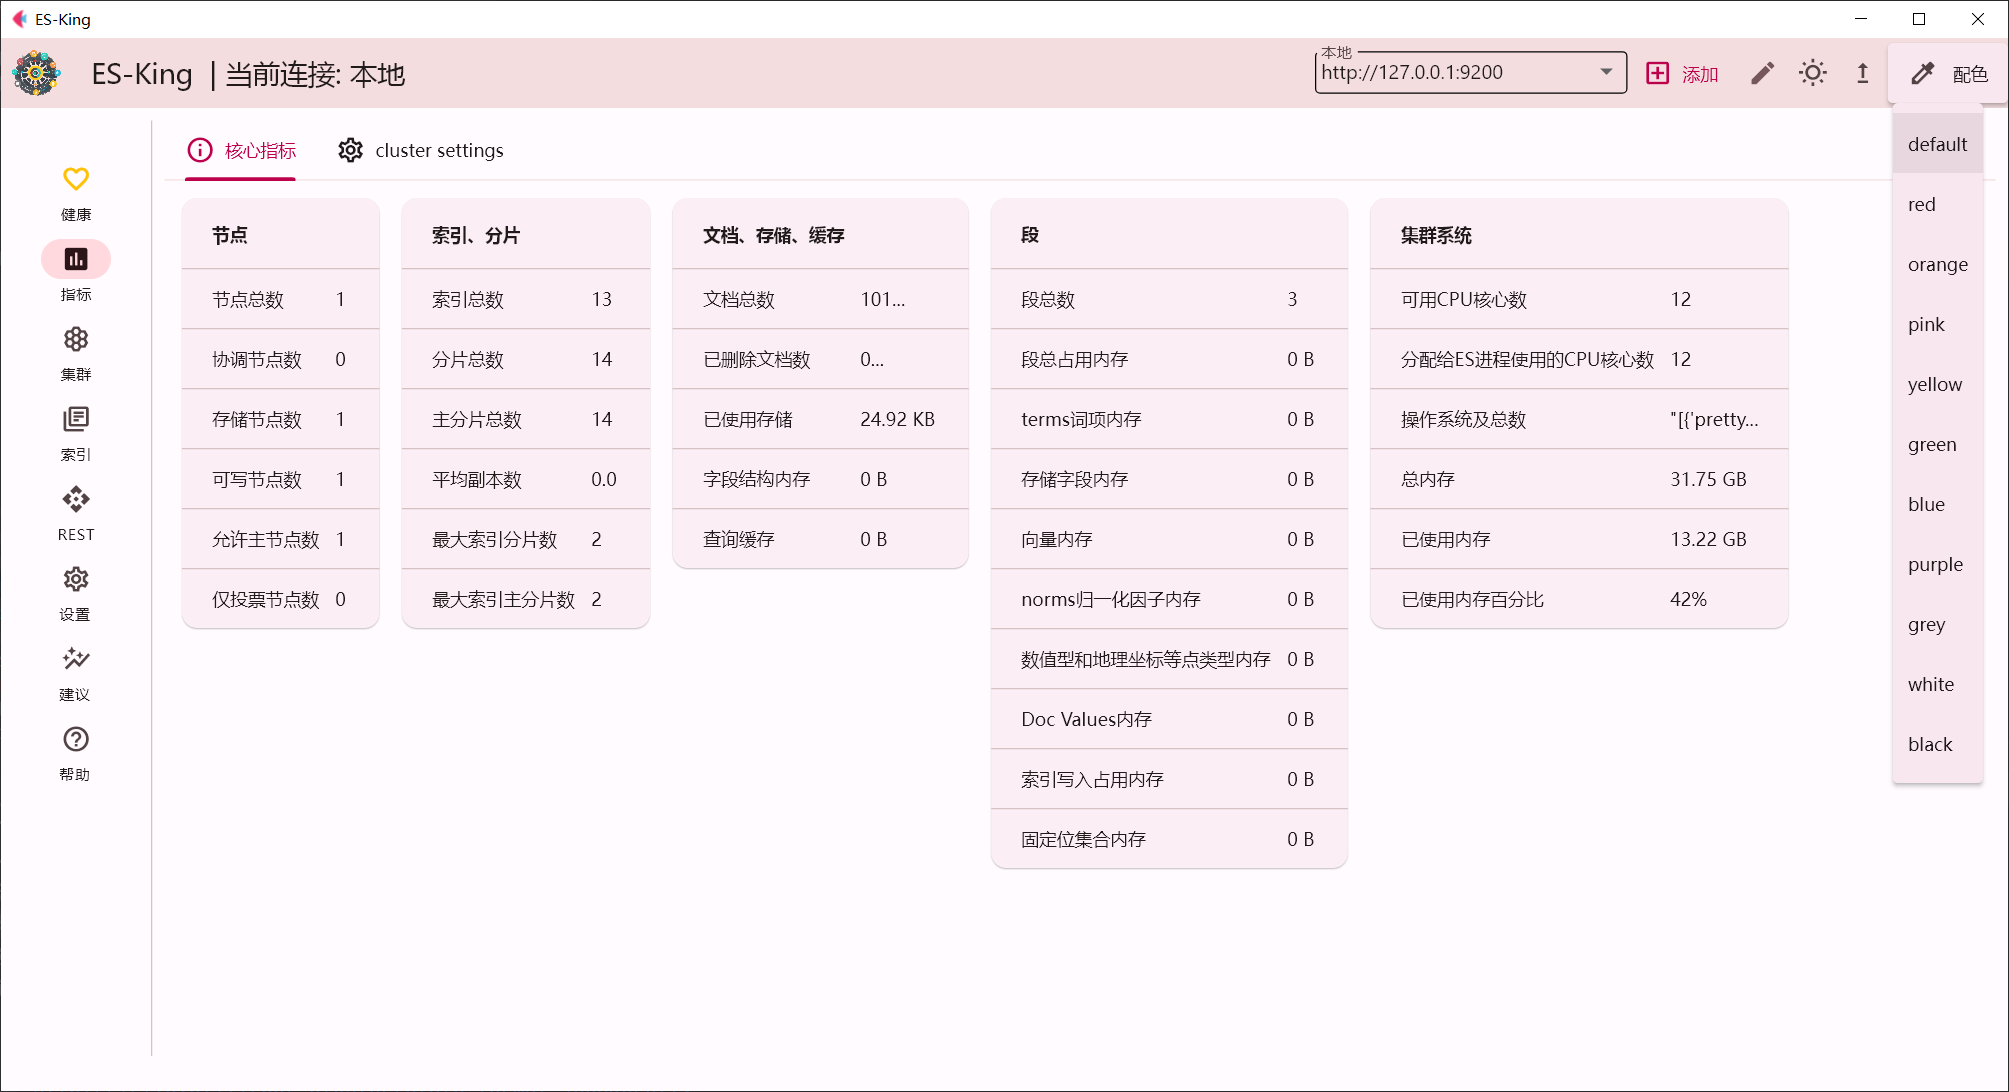 ES-King
ES-King | 当前连接: 本地
本地
http://127.0.0.1:9200
添加
配色
健康
指标
集群
索引
REST
设置
建议
帮助
核心指标
cluster settings
节点
节点总数 1
协调节点数 0
存储节点数 1
可写节点数 1
允许主节点数 1
仅投票节点数 0
索引、分片
索引总数 13
分片总数 14
主分片总数 14
平均副本数 0.0
最大索引分片数 2
最大索引主分片数 2
文档、存储、缓存
文档总数 101...
已删除文档数 0...
已使用存储 24.92 KB
字段结构内存 0 B
查询缓存 0 B
段
段总数 3
段总占用内存 0 B
terms词项内存 0 B
存储字段内存 0 B
向量内存 0 B
norms归一化因子内存 0 B
数值型和地理坐标等点类型内存 0 B
Doc Values内存 0 B
索引写入占用内存 0 B
固定位集合内存 0 B
集群系统
可用CPU核心数 12
分配给ES进程使用的CPU核心数 12
操作系统及总数 "[{'pretty...
总内存 31.75 GB
已使用内存 13.22 GB
已使用内存百分比 42%
default
red
orange
pink
yellow
green
blue
purple
grey
white
black